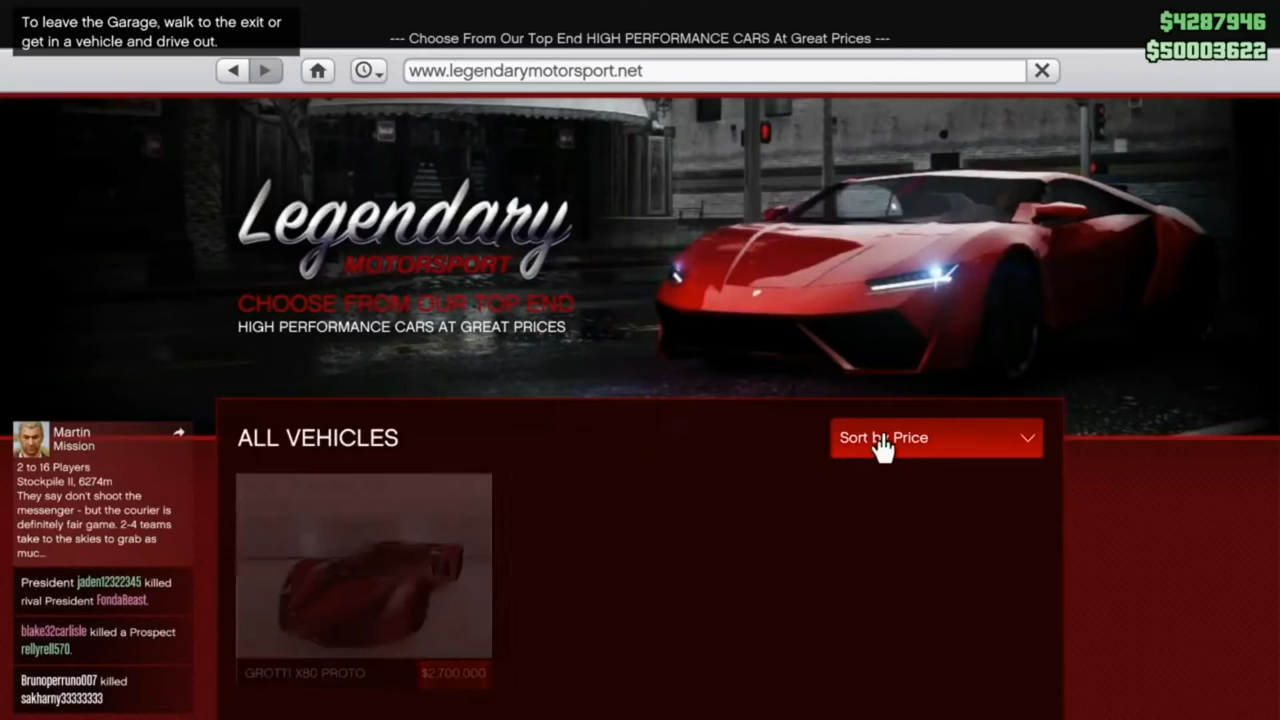 To leave the Garage, walk to the exit or
get in a vehicle and drive out.
--- Choose From Our Top End HIGH PERFORMANCE CARS At Great Prices ---
$4287946
$50003622
www.legendarymotorsport.net
Legendary
MOTORSPORT
CHOOSE FROM OUR TOP END
HIGH PERFORMANCE CARS AT GREAT PRICES
ALL VEHICLES
Sort by Price
GROTTI X80 PROTO
$2,700,000
Martin
Mission
2 to 16 Players
Stockpile II, 6274m
They say don't shoot the
messenger - but the courier is
definitely fair game. 2-4 teams
take to the skies to grab as
muc...
President jaden12322345 killed
rival President FondaBeast.
blake32carlisle killed a Prospect
rellyrell570.
Brunoperruno007 killed
sakharny33333333